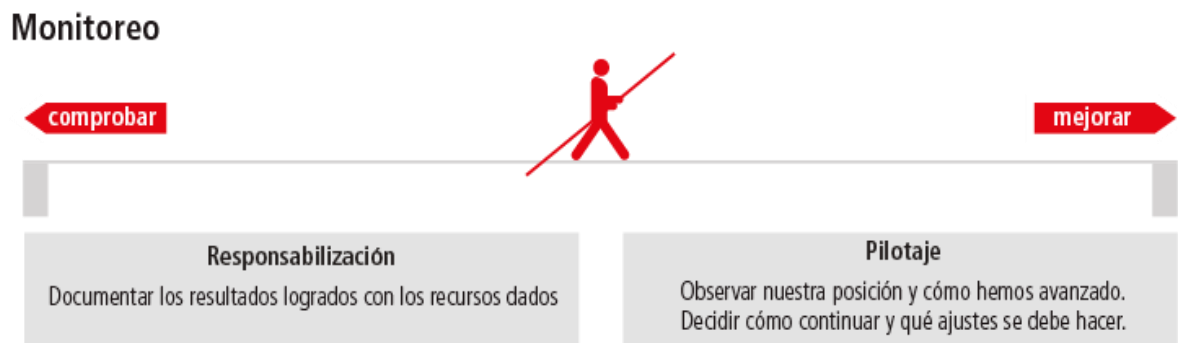 Monitoreo
comprobar
mejorar
Responsabilización
Documentar los resultados logrados con los recursos dados
Pilotaje
Observar nuestra posición y cómo hemos avanzado.
Decidir cómo continuar y qué ajustes se debe hacer.